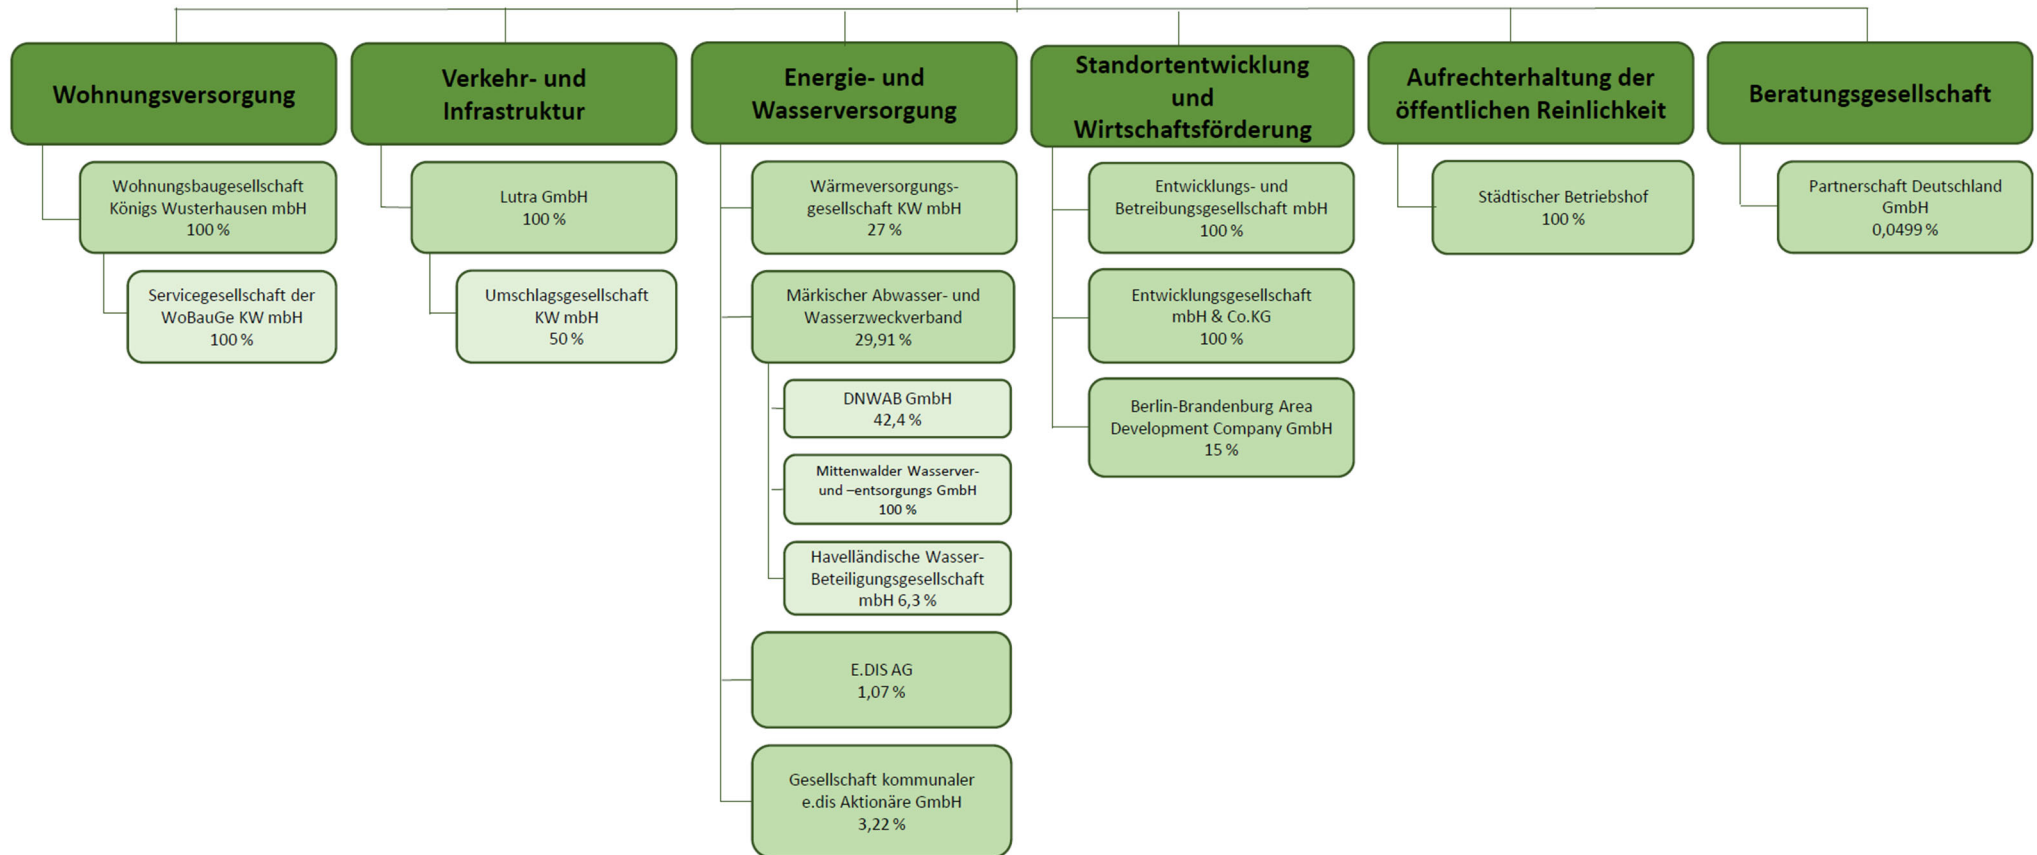 Wohnungsversorgung
Wohnungsbaugesellschaft
Königs Wusterhausen mbH
100 %
Servicegesellschaft der
WoBauGe KW mbH
100 %
Verkehr- und
Infrastruktur
Lutra GmbH
100 %
Umschlagsgesellschaft
KW mbH
50 %
Energie- und
Wasserversorgung
Wärmeversorgungs-
gesellschaft KW mbH
27 %
Märkischer Abwasser- und
Wasserzweckverband
29,91 %
DNWAB GmbH
42,4 %
Mittenwalder Wasserver-
und –entsorgungs GmbH
100 %
Havelländische Wasser-
Beteiligungsgesellschaft
mbH 6,3 %
E.DIS AG
1,07 %
Gesellschaft kommunaler
e.dis Aktionäre GmbH
3,22 %
Standortentwicklung
und
Wirtschaftsförderung
Entwicklungs- und
Betreibungsgesellschaft mbH
100 %
Entwicklungsgesellschaft
mbH & Co.KG
100 %
Berlin-Brandenburg Area
Development Company GmbH
15 %
Aufrechterhaltung der
öffentlichen Reinlichkeit
Städtischer Betriebshof
100 %
Beratungsgesellschaft
Partnerschaft Deutschland
GmbH
0,0499 %